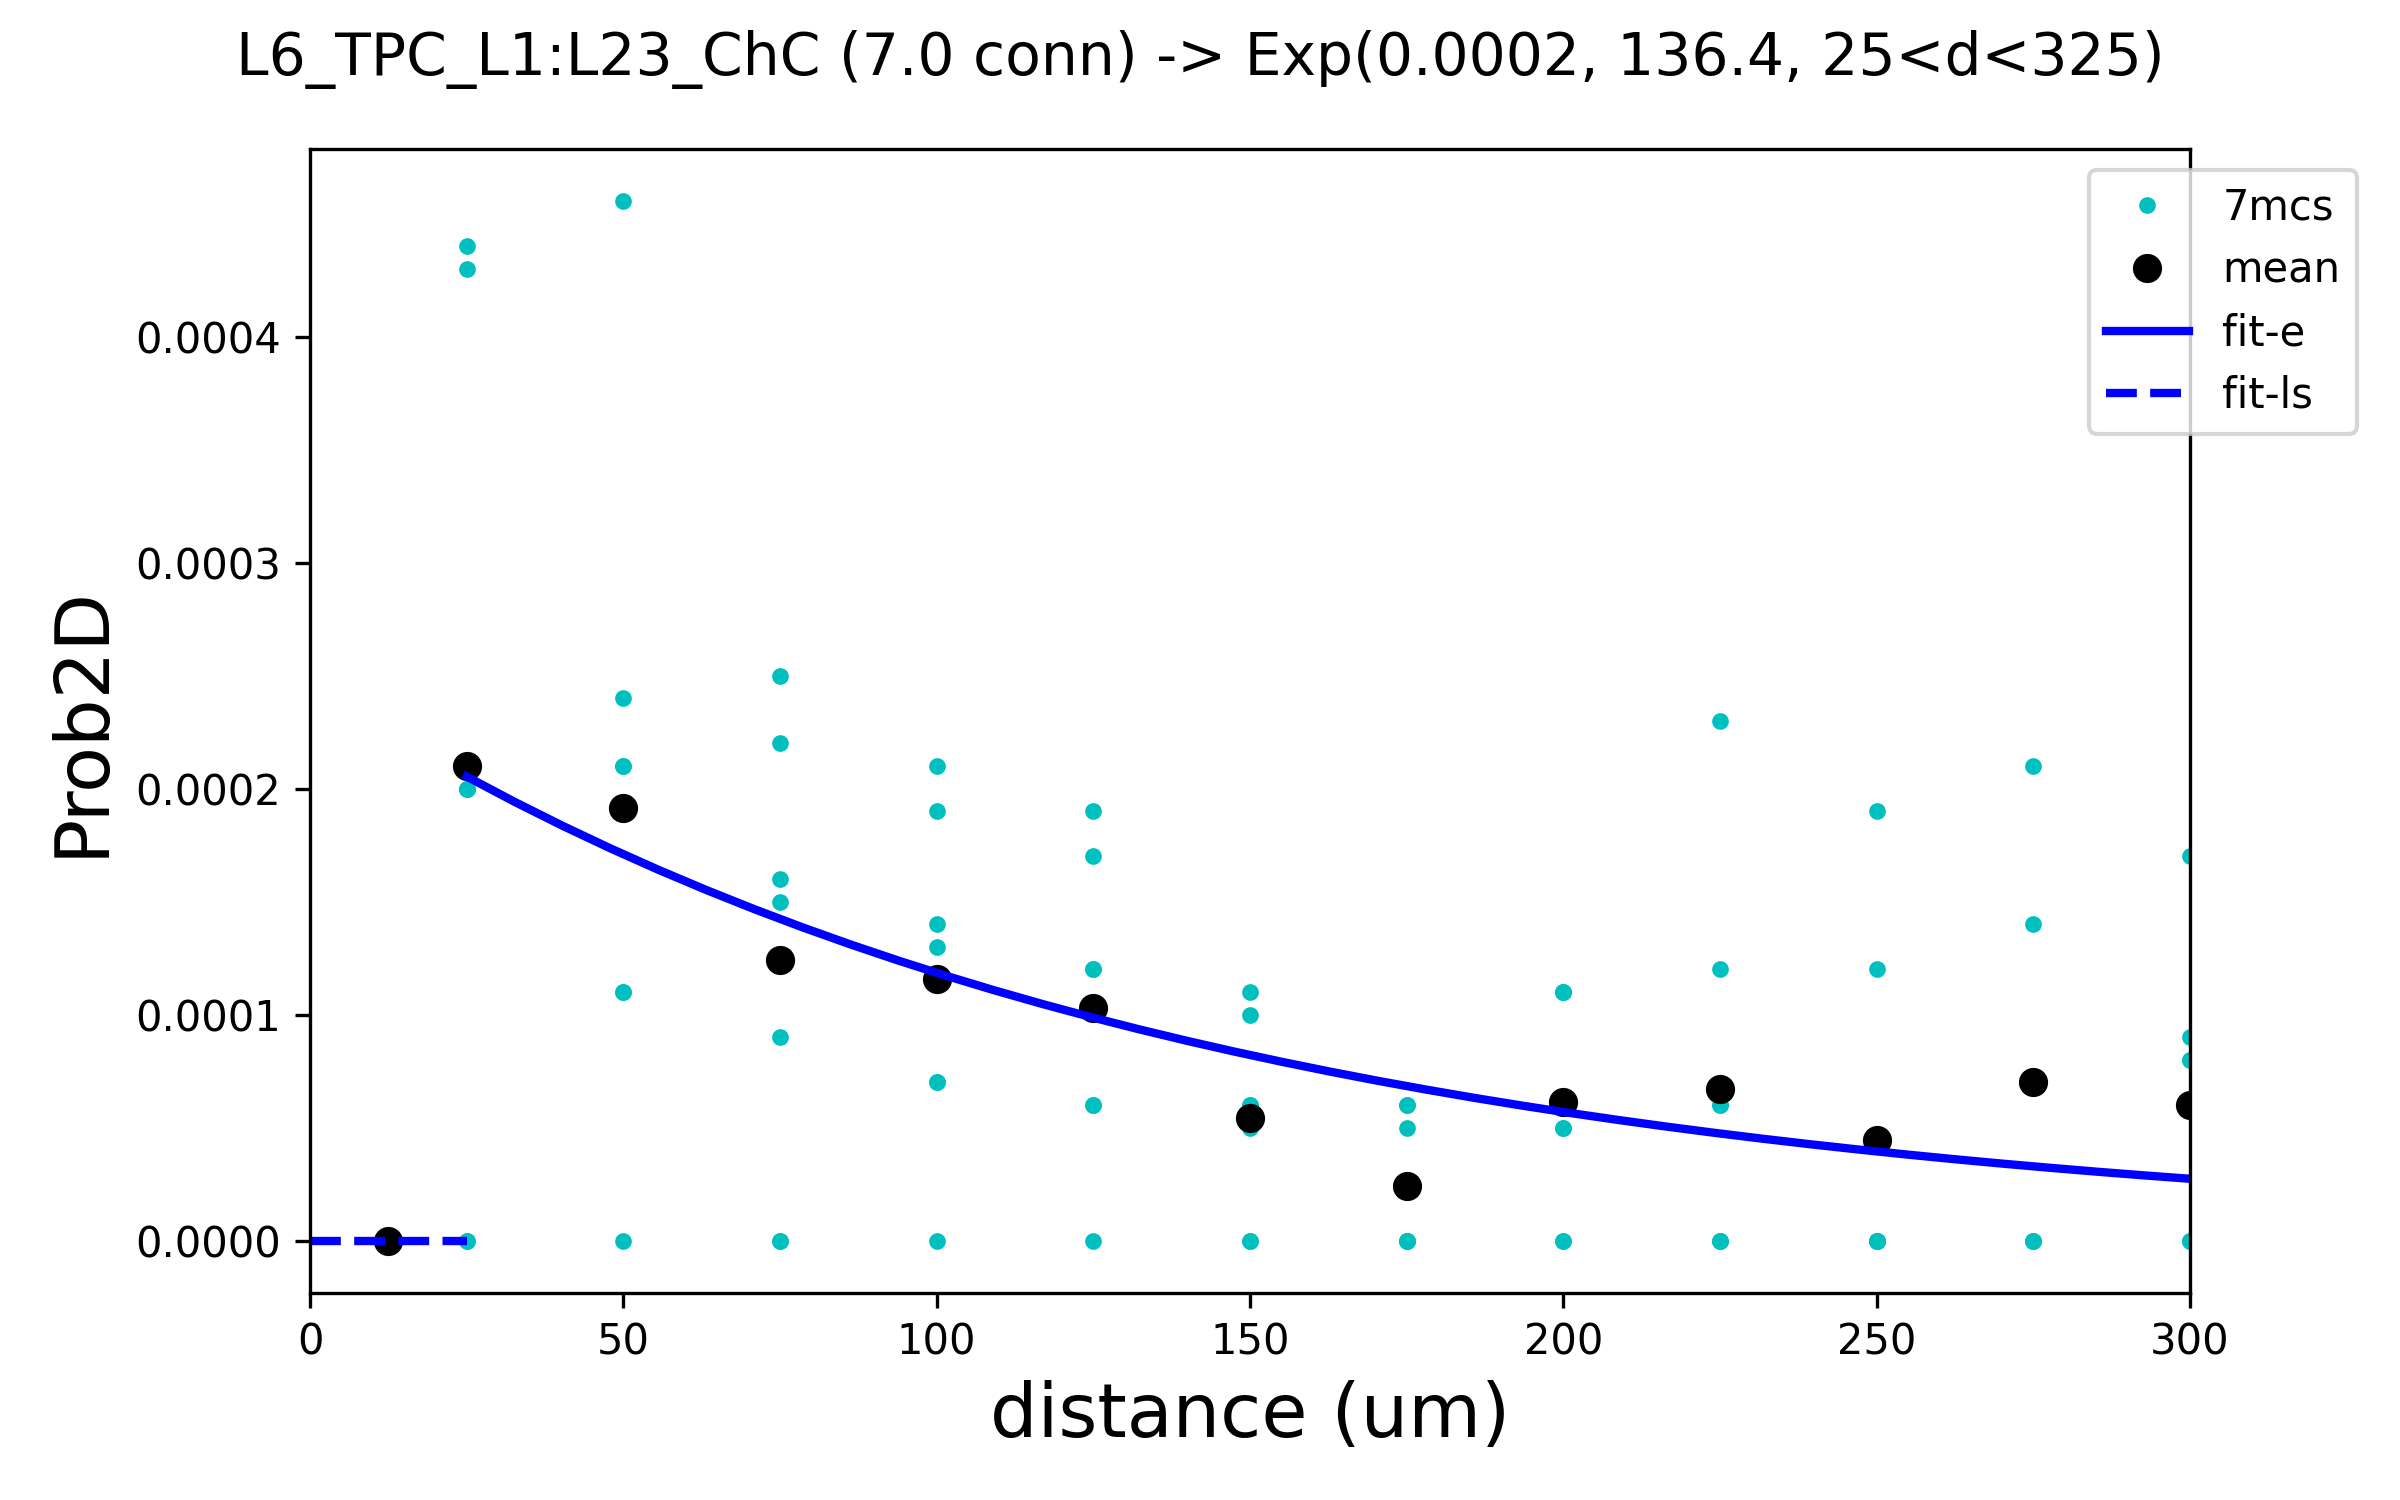 L6_TPC_L1:L23_ChC (7.0 conn) -> Exp(0.0002, 136.4, 25<d<325)
7mcs
mean
fit-e
fit-ls
Prob2D
0.0004
0.0003
0.0002
0.0001
0.0000
0 50 100 150 200 250 300
distance (um)